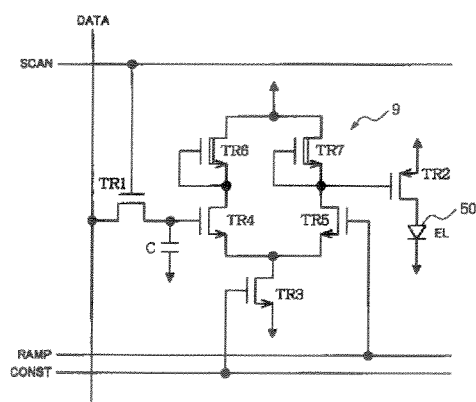 DATA
SCAN
9
TR6
TR7
TR2
TR1
50
TR4
TR5
EL
C
TR3
RAMP
CONST